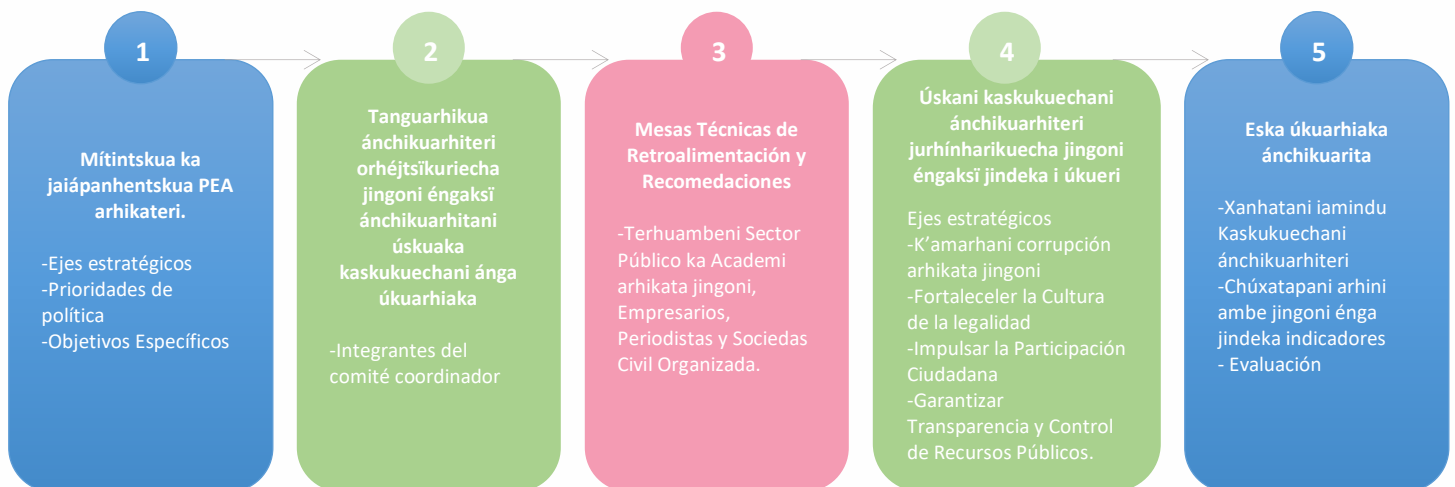 1
Mítintskua ka
jaiápanhentskua PEA
arhikateri.
-Ejes estratégicos
-Prioridades de
política
-Objetivos Específicos
2
Tanguarhikua
ánchikuarhiteri
orhéjtsïkuriecha
jingoni éngaksï
ánchikuarhitani
úskuaka
kaskukuechani ánga
úkuarhiaka
-Integrantes del
comité coordinador
3
Mesas Técnicas de
Retroalimentación y
Recomedaciones
-Terhuambeni Sector
Público ka Academi
arhikata jingoni,
Empresarios,
Periodistas y Sociedas
Civil Organizada.
4
Úskani kaskukuechani
ánchikuarhiteri
jurhínharikuecha jingoni
éngaksï jindeka i úkueri
Ejes estratégicos
-K’amarhani corrupción
arhikata jingoni
-Fortaleceler la Cultura
de la legalidad
-Impulsar la Participación
Ciudadana
-Garantizar
Transparencia y Control
de Recursos Públicos.
5
Eska úkuarhiaka
ánchikuarita
-Xanhatani iamindu
Kaskukuechani
ánchikuarhiteri
-Chúxatapani arhini
ambe jingoni énga
jindeka indicadores
- Evaluación